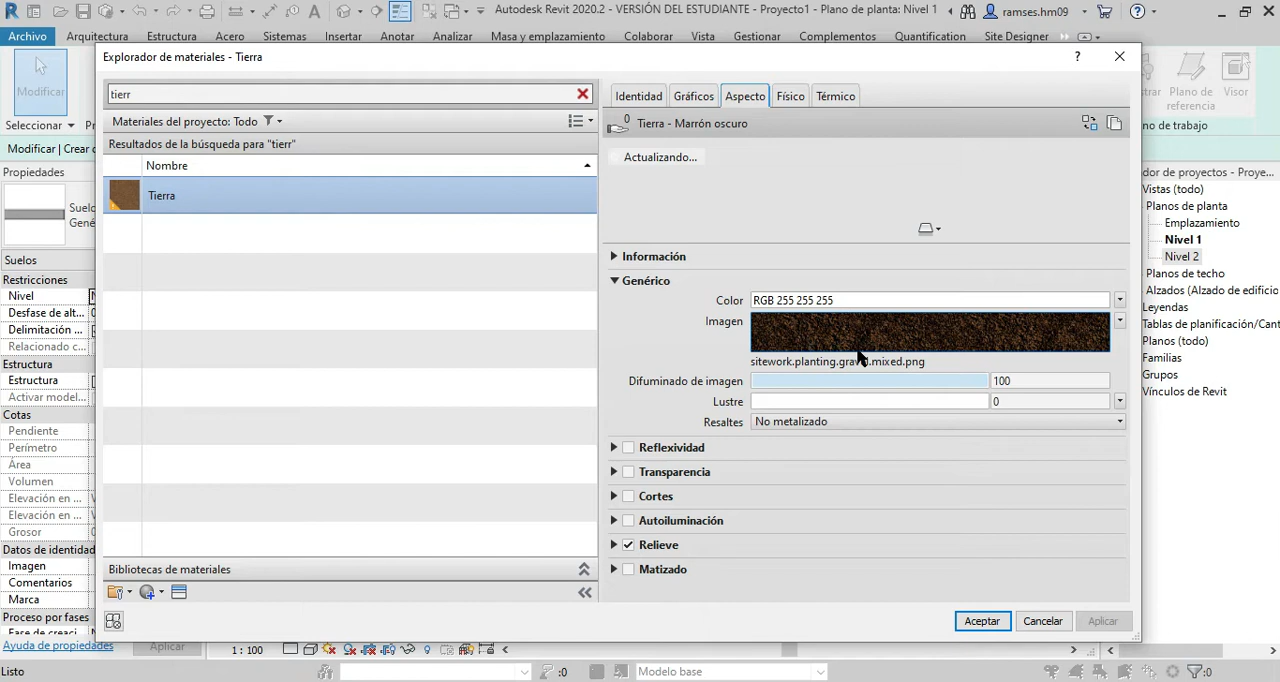 Autodesk Revit 2020.2 - VERSIÓN DEL ESTUDIANTE - Proyecto1 - Plano de planta: Nivel 1
ramses.hm09
Archivo Arquitectura Estructura Acero Sistemas Insertar Anotar Analizar Masa y emplazamiento Colaborar Vista Gestionar Complementos Quantification Site Designer
Explorador de materiales - Tierra
Modificar
Seleccionar
Modificar | Crear
Propiedades
Suelo
Suelos
Restricciones
Nivel
Desfase de alt...
Delimitación ...
Relacionado c...
Estructura
Estructura
Activar model...
Cotas
Pendiente
Perímetro
Área
Volumen
Elevación en ...
Elevación en ...
Grosor
Datos de identidad
Imagen
Comentarios
Marca
Proceso por fases
Fase de creaci
Ayuda de propiedades
Aplicar
tierr
Materiales del proyecto: Todo
Resultados de la búsqueda para "tierr"
Nombre
Tierra
Bibliotecas de materiales
Identidad Gráficos Aspecto Físico Térmico
0 Tierra - Marrón oscuro
Actualizando...
Información
Genérico
Color RGB 255 255 255
Imagen
sitework.planting.gravel.mixed.png
Difuminado de imagen 100
Lustre 0
Resaltes No metalizado
Reflexividad
Transparencia
Cortes
Autoiluminación
Relieve
Matizado
Aceptar Cancelar Aplicar
Plano de
referencia
Visor
no de trabajo
dor de proyectos - Proye...
Vistas (todo)
Planos de planta
Emplazamiento
Nivel 1
Nivel 2
Planos de techo
Alzados (Alzado de edificio
Leyendas
Tablas de planificación/Cant
Planos (todo)
Familias
Grupos
Vínculos de Revit
1 : 100
Listo
:0
Modelo base
:0